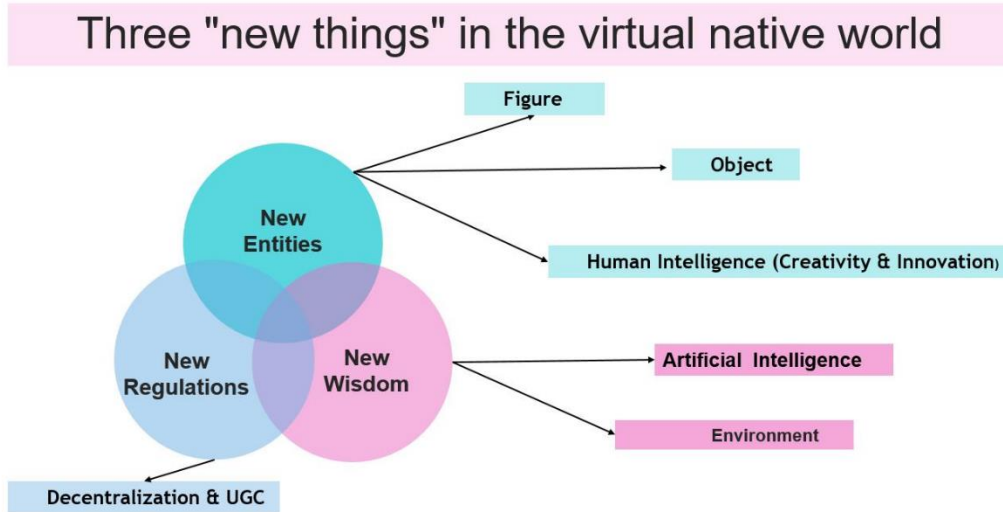 Three "new things" in the virtual native world
Figure
Object
New
Entities
Human Intelligence (Creativity & Innovation)
New
Regulations
New
Wisdom
Artificial Intelligence
Environment
Decentralization & UGC